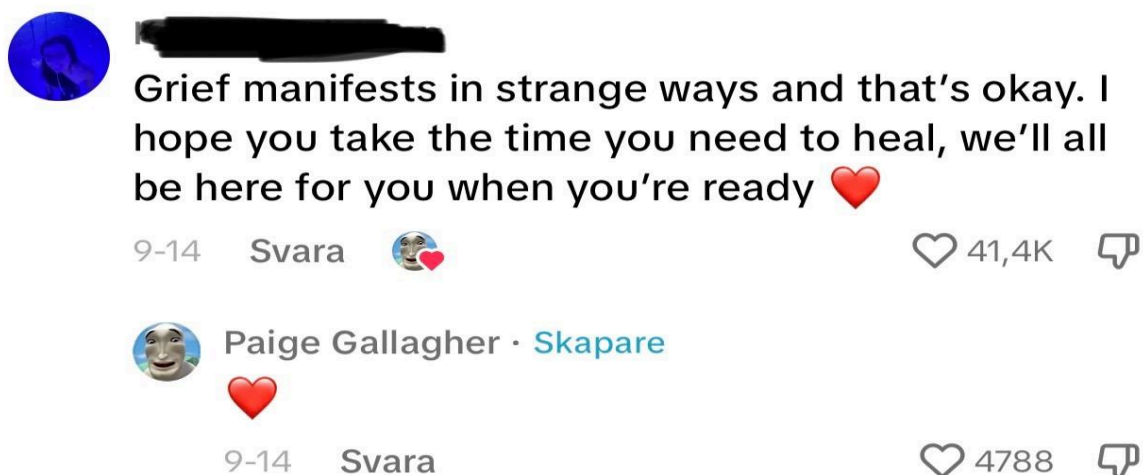 Grief manifests in strange ways and that's okay. I
hope you take the time you need to heal, we'll all
be here for you when you're ready ❤️
9-14 Svara 41,4K
Paige Gallagher · Skapare
❤️
9-14 Svara 4788